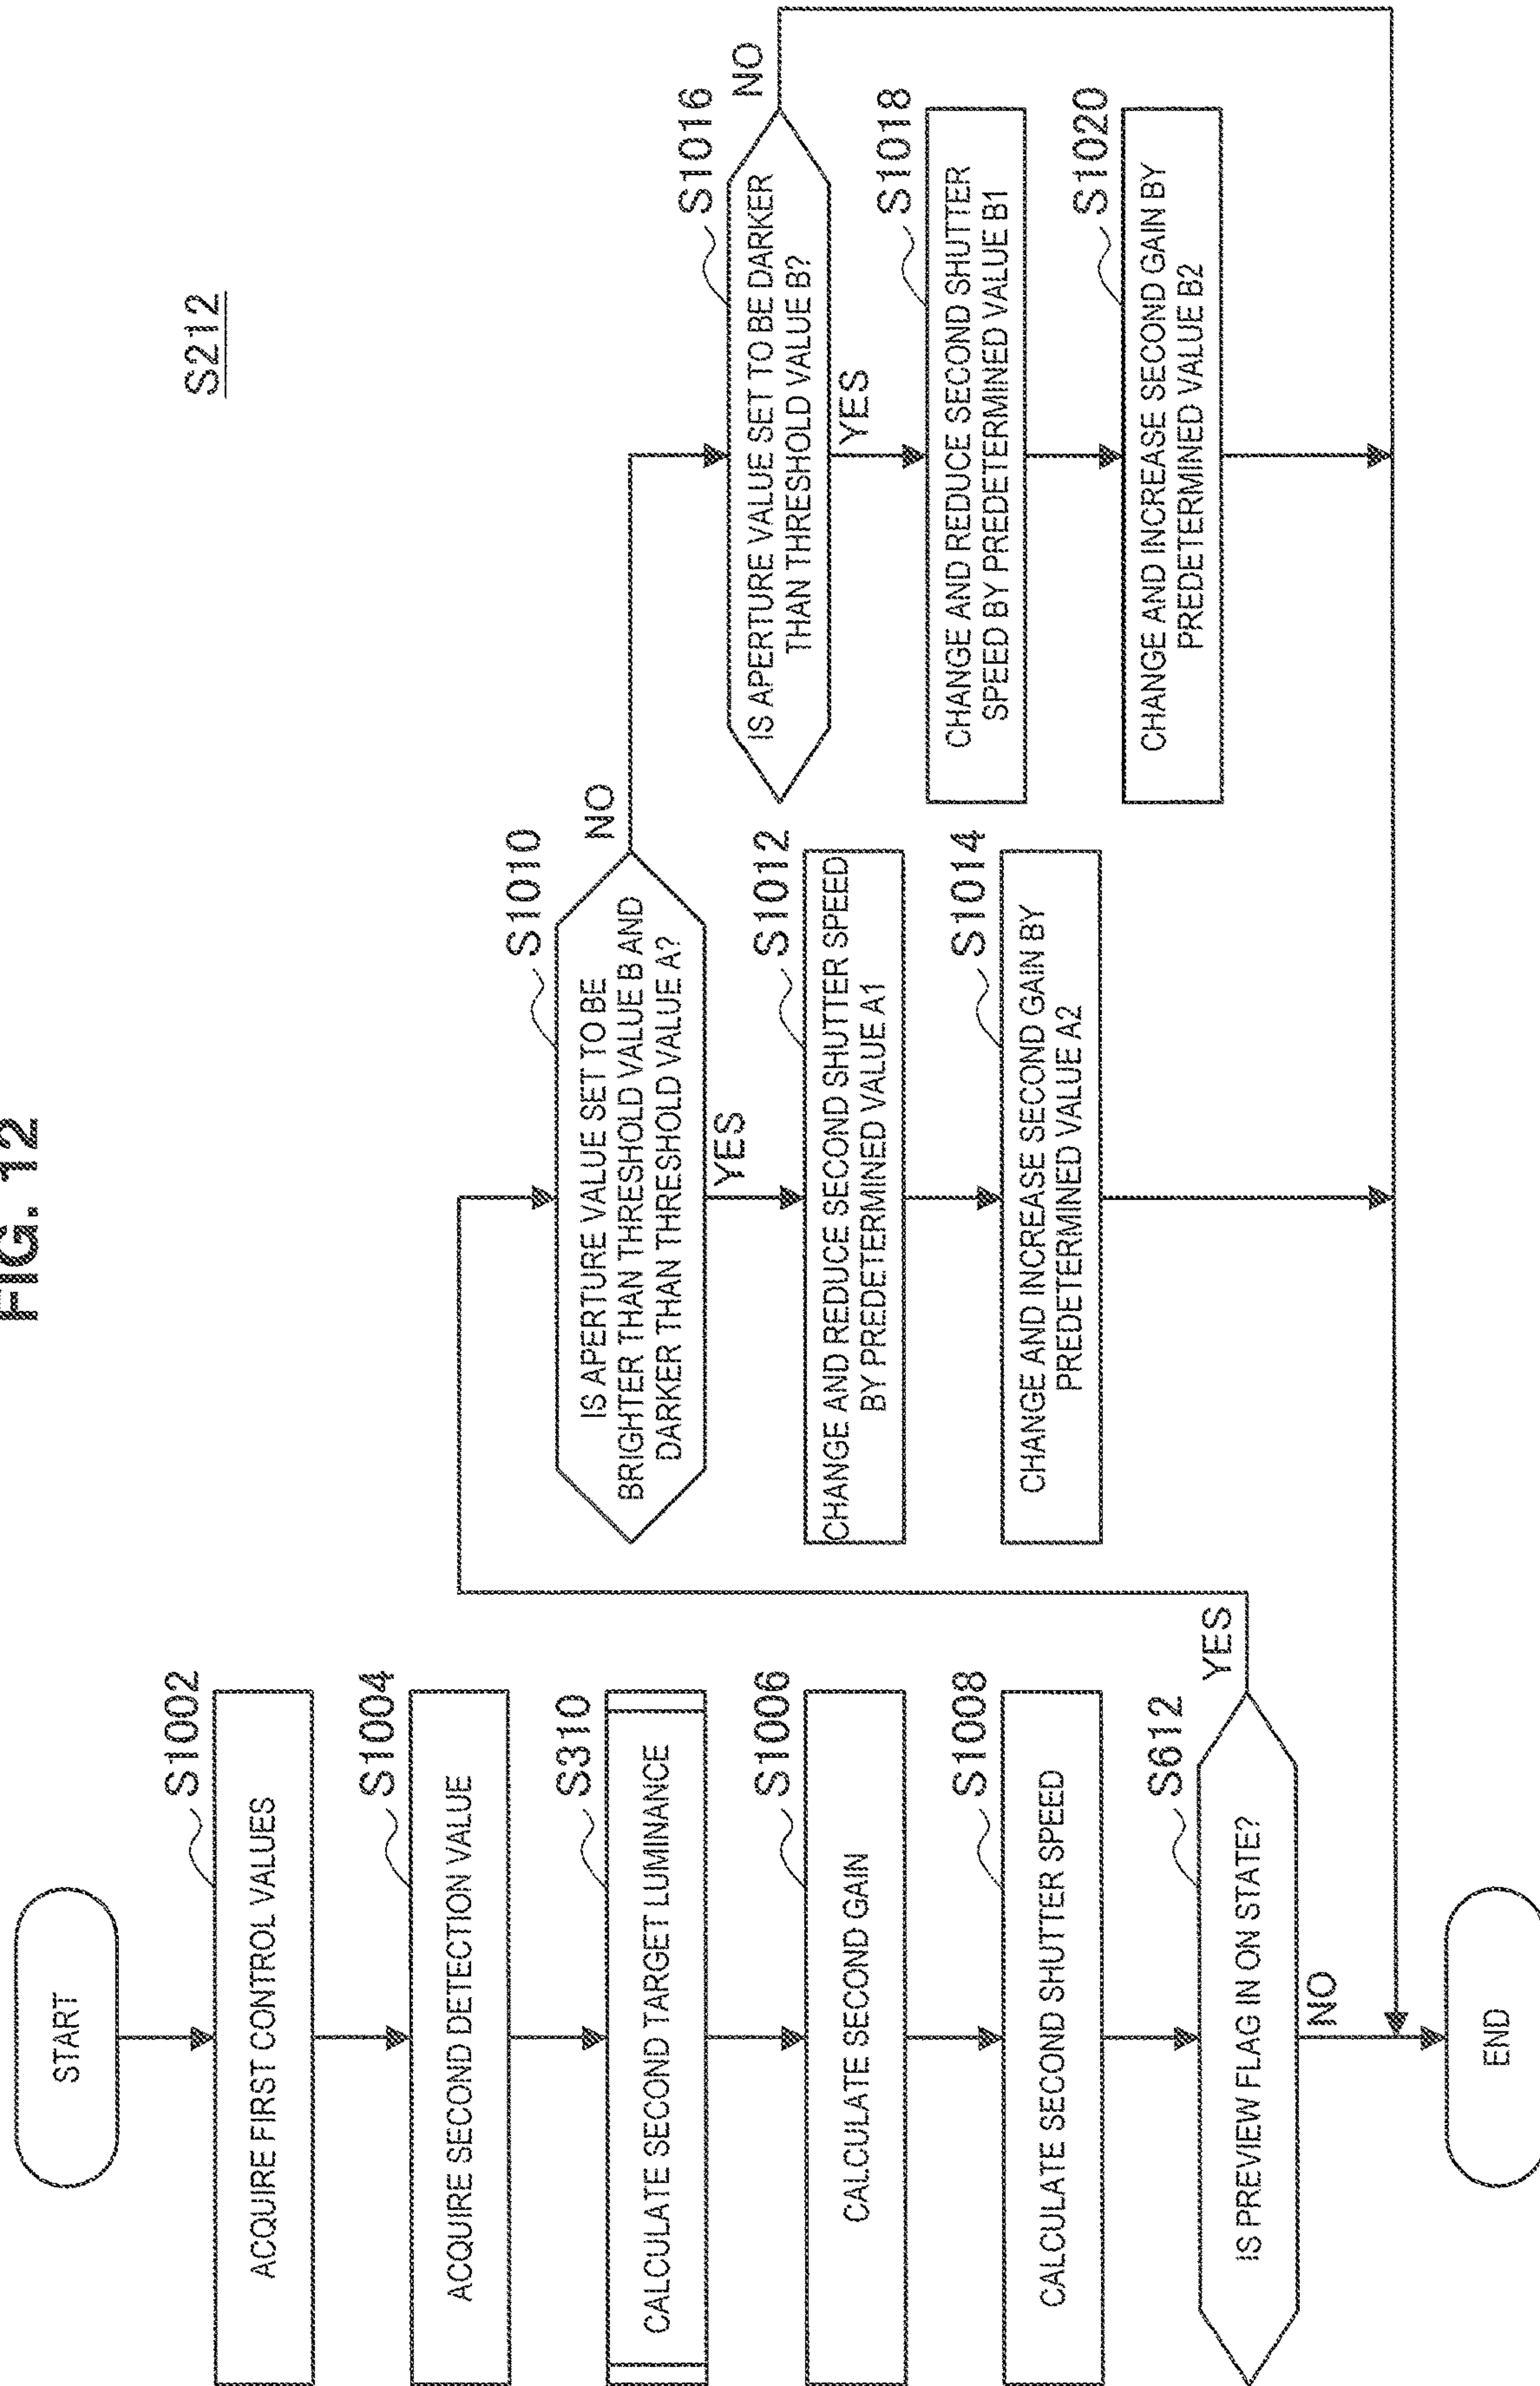 FIG. 12
S212
START
S1002
ACQUIRE FIRST CONTROL VALUES
S1004
ACQUIRE SECOND DETECTION VALUE
S310
CALCULATE SECOND TARGET LUMINANCE
S1006
CALCULATE SECOND GAIN
S1008
CALCULATE SECOND SHUTTER SPEED
S612
IS PREVIEW FLAG IN ON STATE?
YES
NO
END
S1010
IS APERTURE VALUE SET TO BE
BRIGHTER THAN THRESHOLD VALUE B AND
DARKER THAN THRESHOLD VALUE A?
NO
YES
S1012
CHANGE AND REDUCE SECOND SHUTTER SPEED
BY PREDETERMINED VALUE A1
S1014
CHANGE AND INCREASE SECOND GAIN BY
PREDETERMINED VALUE A2
S1016
IS APERTURE VALUE SET TO BE DARKER
THAN THRESHOLD VALUE B?
NO
YES
S1018
CHANGE AND REDUCE SECOND SHUTTER
SPEED BY PREDETERMINED VALUE B1
S1020
CHANGE AND INCREASE SECOND GAIN BY
PREDETERMINED VALUE B2